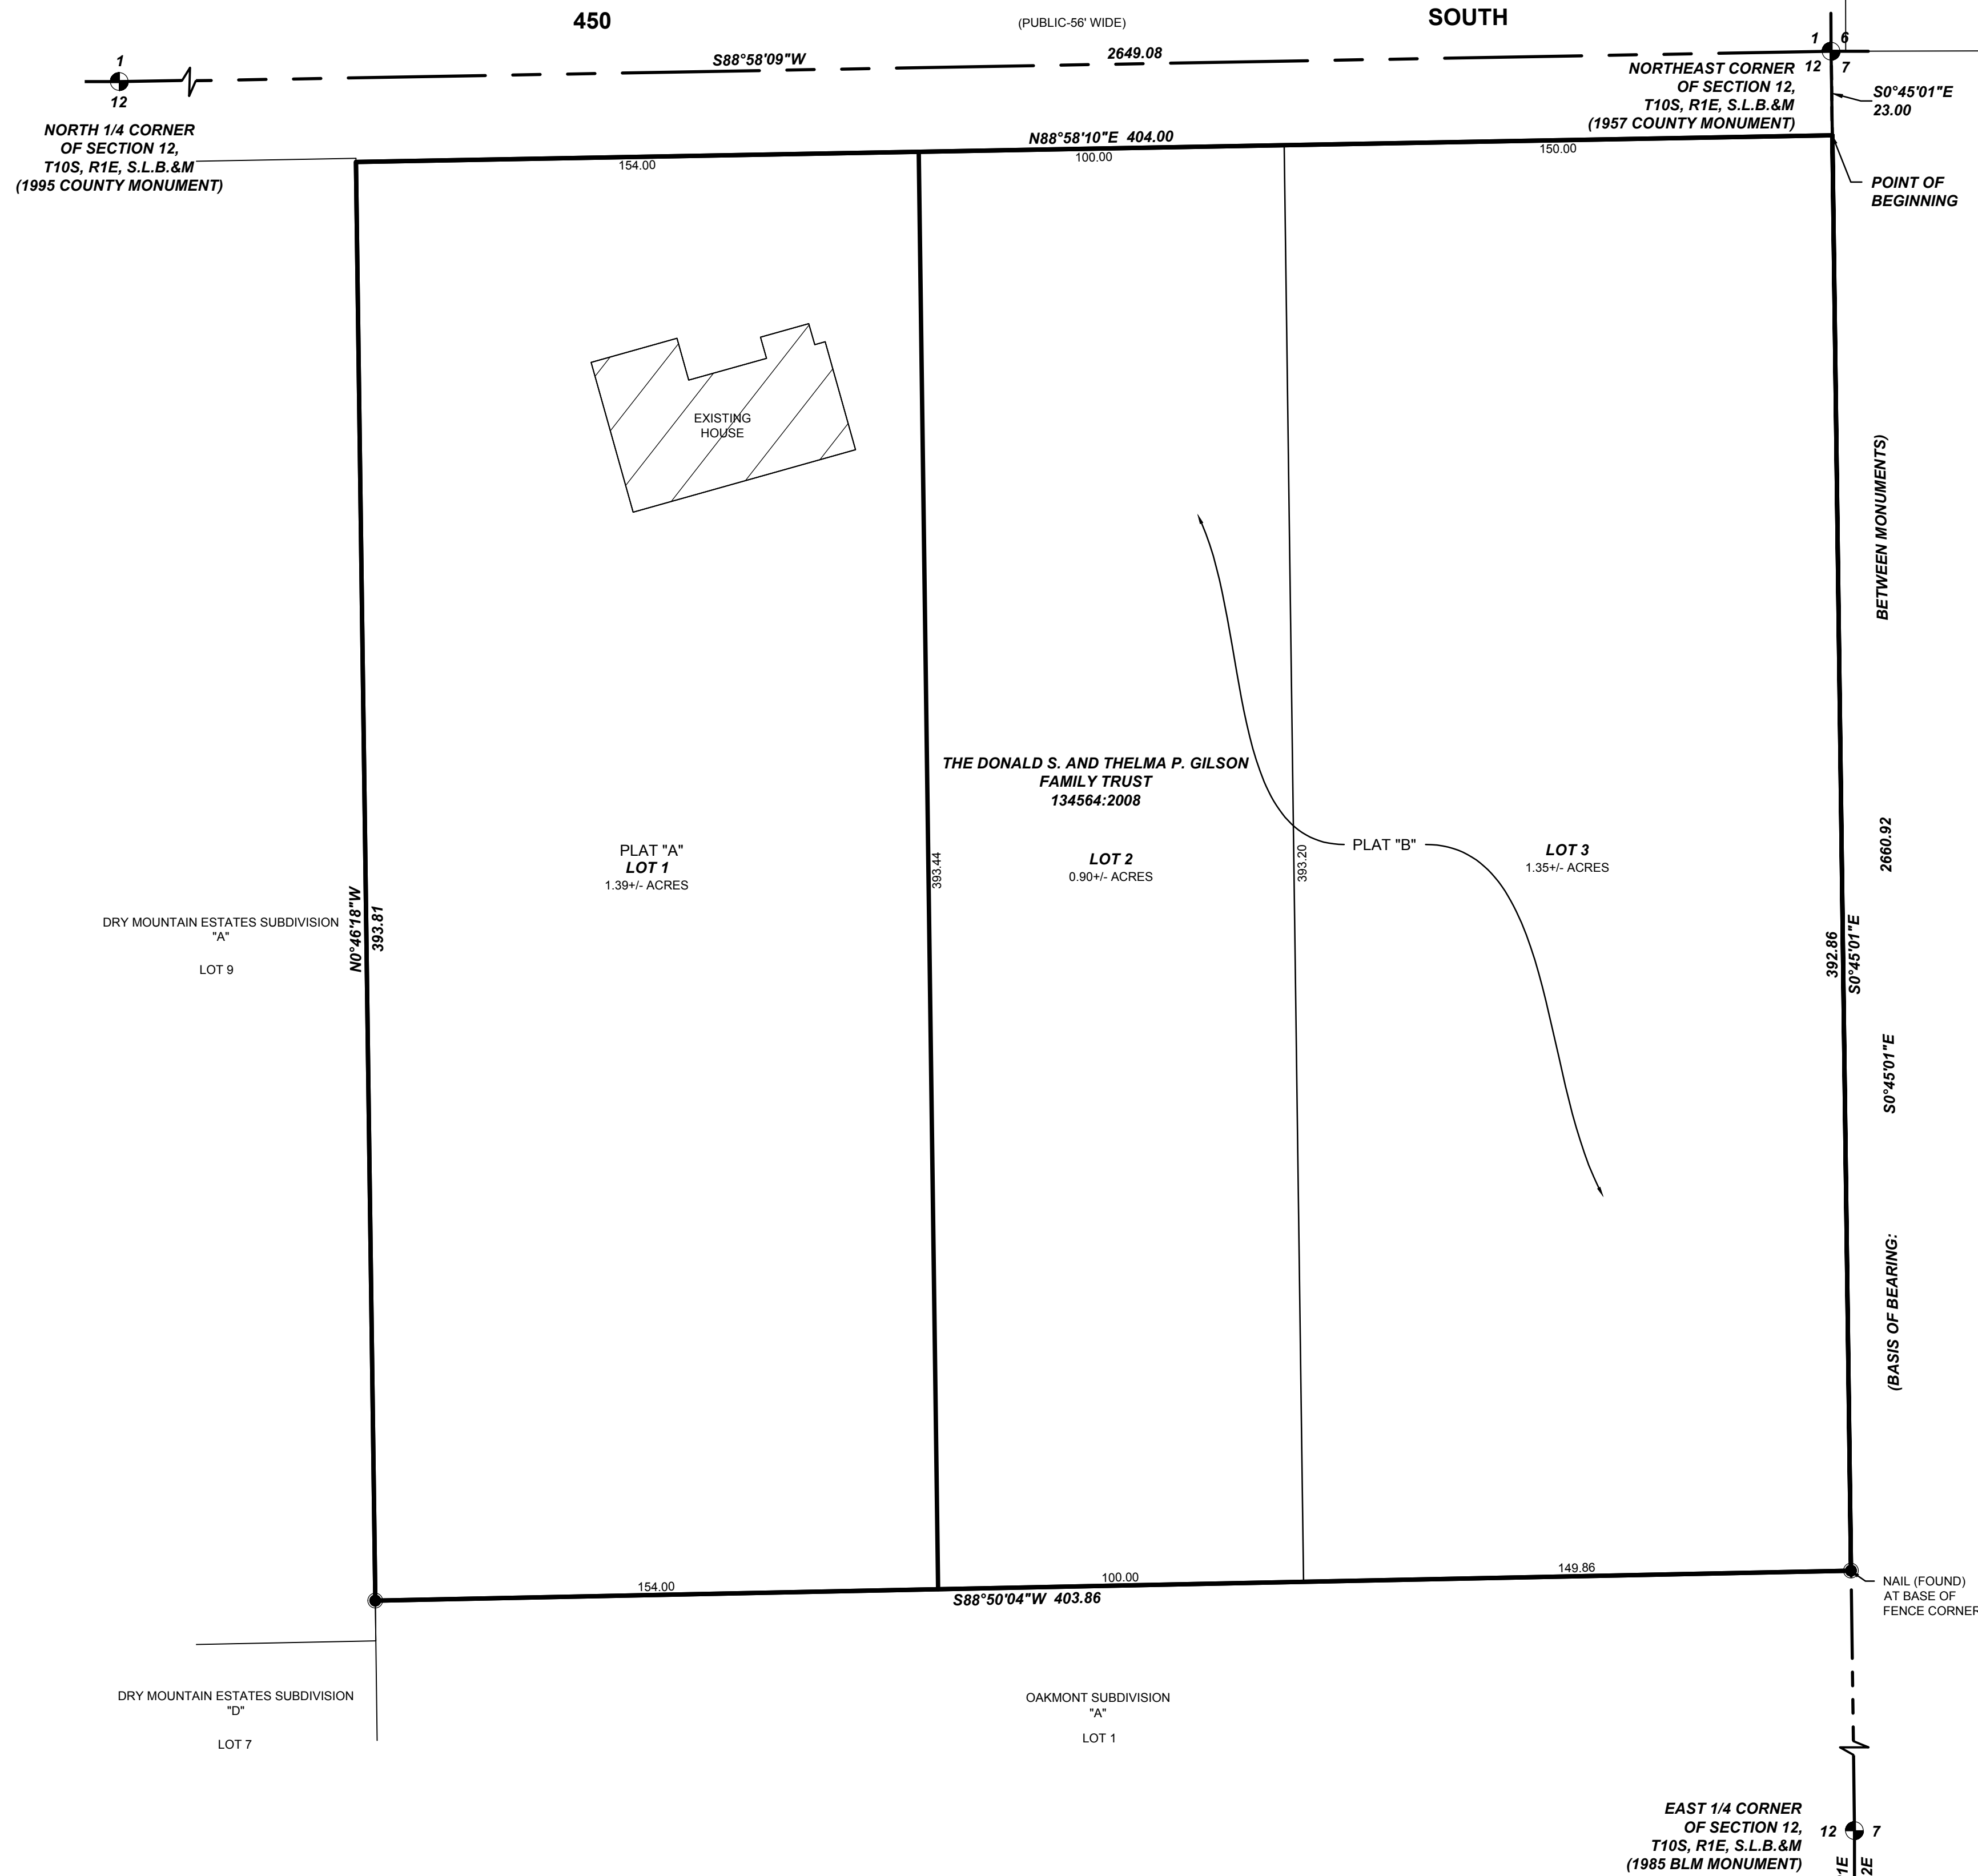 450
(PUBLIC-56' WIDE)
SOUTH
S88°58'09"W
2649.08
1
12
NORTH 1/4 CORNER
OF SECTION 12,
T10S, R1E, S.L.B.&M
(1995 COUNTY MONUMENT)
1 6
12 7
NORTHEAST CORNER
OF SECTION 12,
T10S, R1E, S.L.B.&M
(1957 COUNTY MONUMENT)
S0°45'01"E
23.00
N88°58'10"E 404.00
154.00
100.00
150.00
POINT OF
BEGINNING
EXISTING
HOUSE
BETWEEN MONUMENTS)
THE DONALD S. AND THELMA P. GILSON
FAMILY TRUST
134564:2008
PLAT "A"
LOT 1
1.39+/- ACRES
393.44
LOT 2
0.90+/- ACRES
393.20
PLAT "B"
LOT 3
1.35+/- ACRES
2660.92
DRY MOUNTAIN ESTATES SUBDIVISION
"A"
LOT 9
N0°46'18"W
393.81
392.86
S0°45'01"E
S0°45'01"E
(BASIS OF BEARING:
154.00
100.00
149.86
S88°50'04"W 403.86
NAIL (FOUND)
AT BASE OF
FENCE CORNER
DRY MOUNTAIN ESTATES SUBDIVISION
"D"
LOT 7
OAKMONT SUBDIVISION
"A"
LOT 1
EAST 1/4 CORNER
OF SECTION 12,
T10S, R1E, S.L.B.&M
(1985 BLM MONUMENT)
12 7
1E
2E